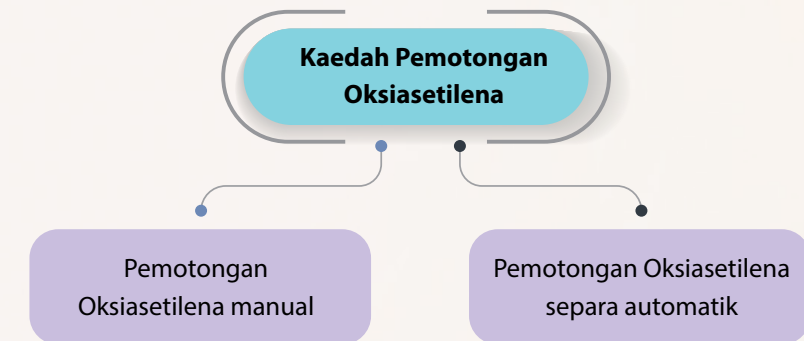 Kaedah Pemotongan
Oksiasetilena
Pemotongan
Oksiasetilena manual
Pemotongan Oksiasetilena
separa automatik